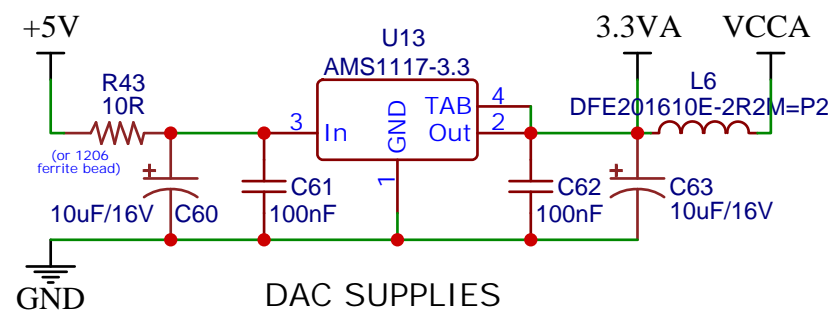 +5V
U13
3.3VA
VCCA
AMS1117-3.3
R43
10R
L6
DFE201610E-2R2M=P2
TAB
4
3
In
GND
Out
2
(or 1206
ferrite bead)
1
+
C61
C62
+
C63
10uF/16V
C60
100nF
100nF
10uF/16V
GND
DAC SUPPLIES